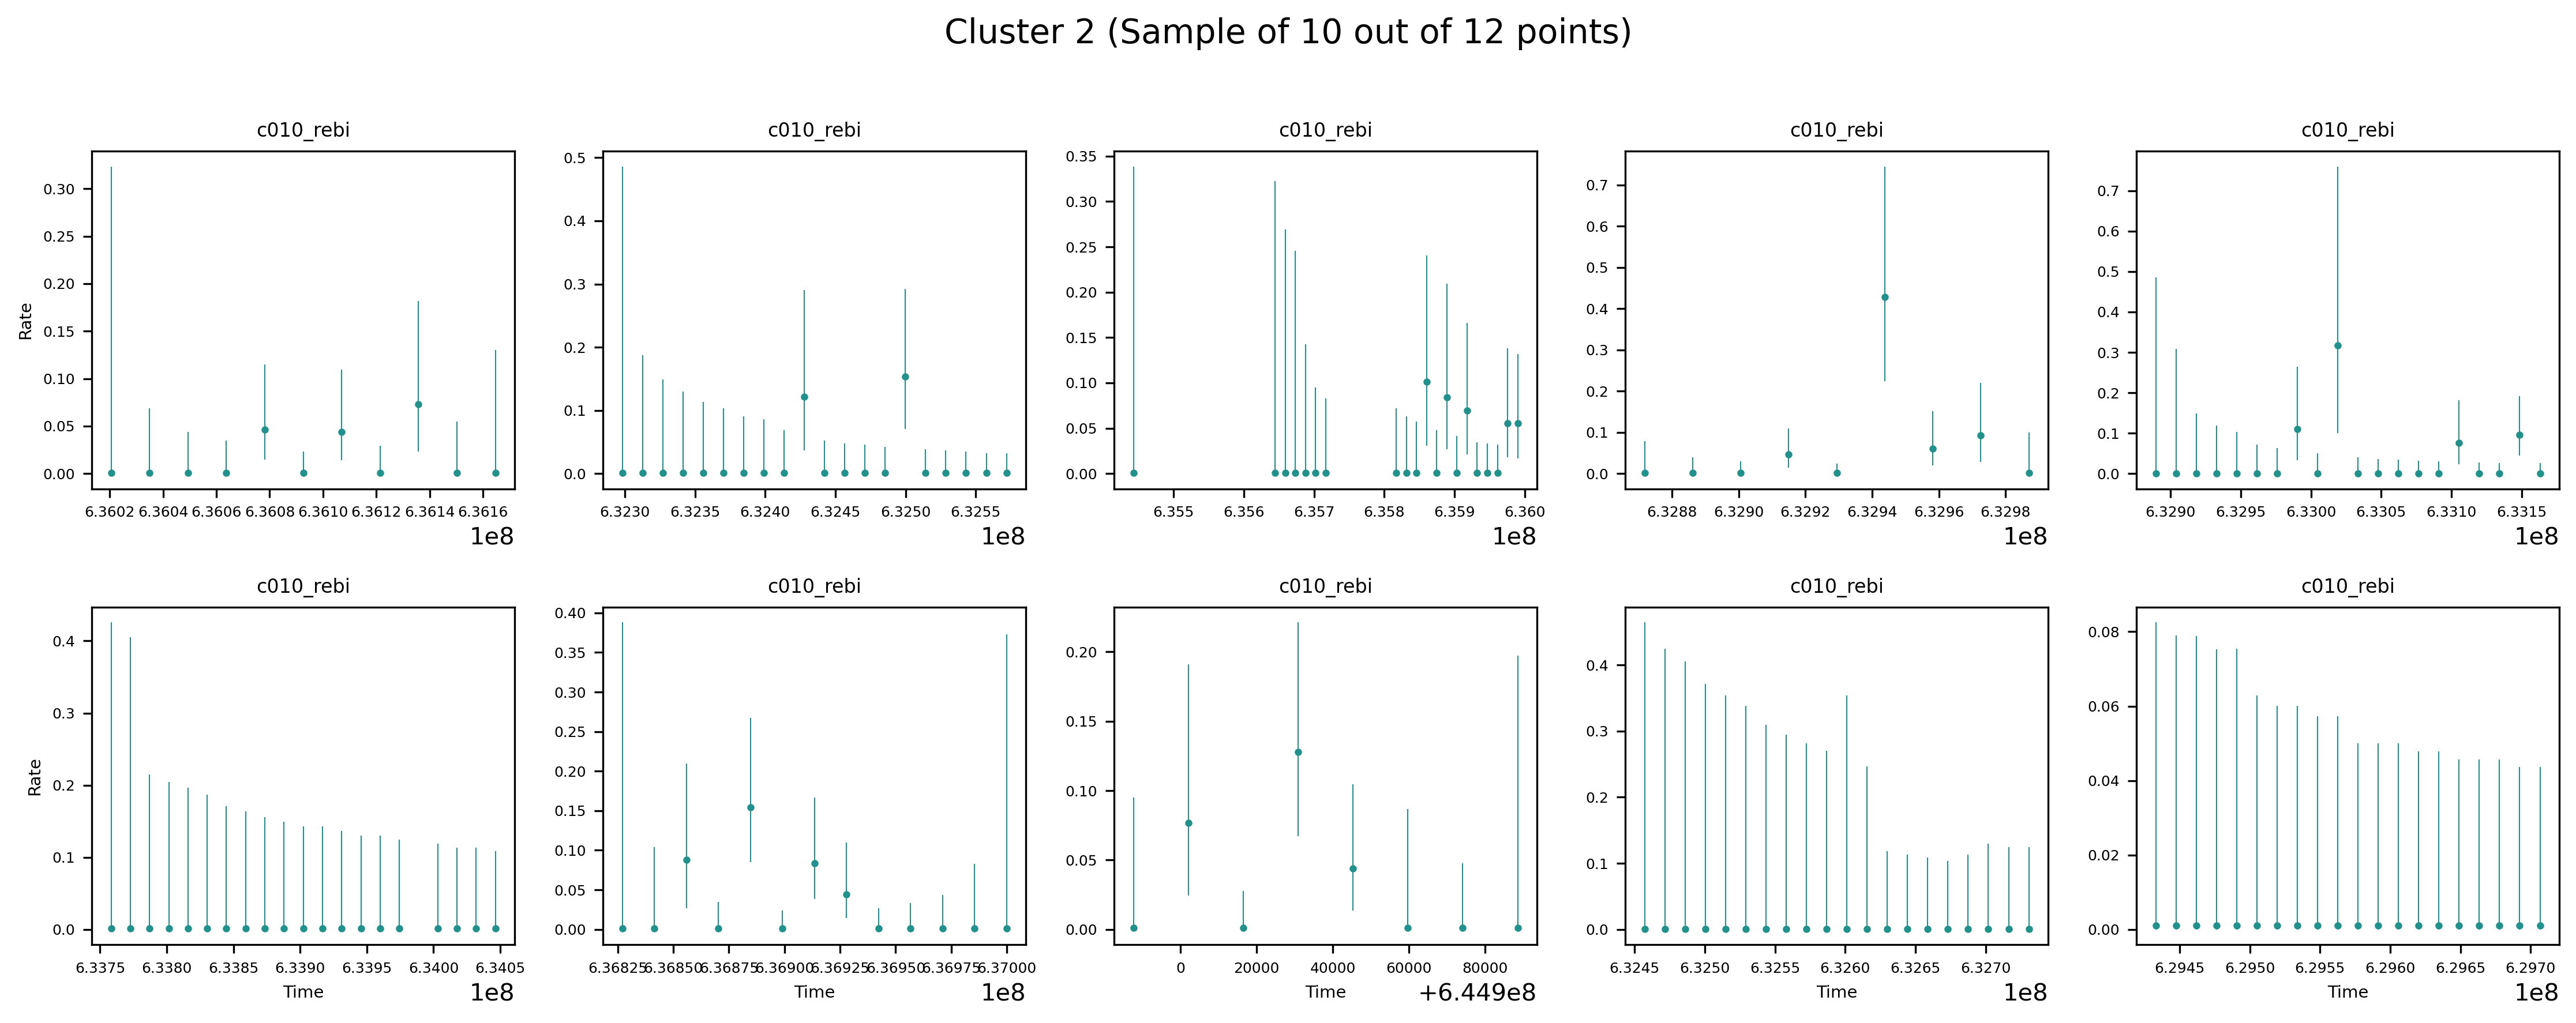 Cluster 2 (Sample of 10 out of 12 points)
c010_rebi c010_rebi c010_rebi c010_rebi c010_rebi
Rate
0.30
0.25
0.20
0.15
0.10
0.05
0.00
6.3602 6.3604 6.3606 6.3608 6.3610 6.3612 6.3614 6.3616
1e8
0.5
0.4
0.3
0.2
0.1
0.0
6.3230 6.3235 6.3240 6.3245 6.3250 6.3255
1e8
0.35
0.30
0.25
0.20
0.15
0.10
0.05
0.00
6.355 6.356 6.357 6.358 6.359 6.360
1e8
0.7
0.6
0.5
0.4
0.3
0.2
0.1
0.0
6.3288 6.3290 6.3292 6.3294 6.3296 6.3298
1e8
0.7
0.6
0.5
0.4
0.3
0.2
0.1
0.0
6.3290 6.3295 6.3300 6.3305 6.3310 6.3315
1e8
c010_rebi c010_rebi c010_rebi c010_rebi c010_rebi
Rate
0.4
0.3
0.2
0.1
0.0
6.3375 6.3380 6.3385 6.3390 6.3395 6.3400 6.3405
Time
1e8
0.40
0.35
0.30
0.25
0.20
0.15
0.10
0.05
0.00
6.36825 6.36850 6.36875 6.36900 6.36925 6.36950 6.36975 6.37000
Time
1e8
0.20
0.15
0.10
0.05
0.00
0 20000 40000 60000 80000
Time
+6.449e8
0.4
0.3
0.2
0.1
0.0
6.3245 6.3250 6.3255 6.3260 6.3265 6.3270
Time
1e8
0.08
0.06
0.04
0.02
0.00
6.2945 6.2950 6.2955 6.2960 6.2965 6.2970
Time
1e8